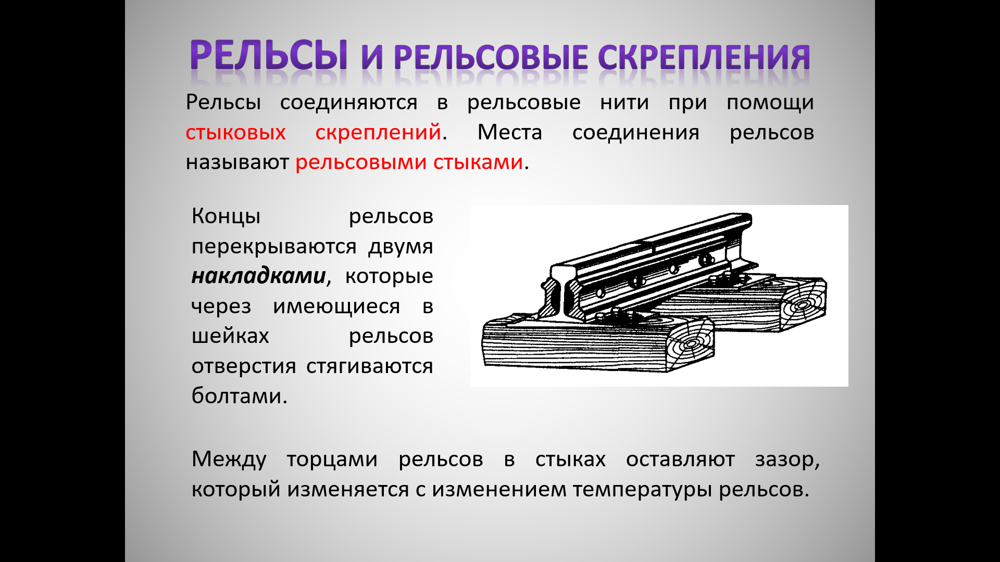 РЕЛЬСЫ И РЕЛЬСОВЫЕ СКРЕПЛЕНИЯ
Рельсы соединяются в рельсовые нити при помощи
стыковых скреплений. Места соединения рельсов
называют рельсовыми стыками.
Концы рельсов
перекрываются двумя
накладками, которые
через имеющиеся в
шейках рельсов
отверстия стягиваются
болтами.
Между торцами рельсов в стыках оставляют зазор,
который изменяется с изменением температуры рельсов.